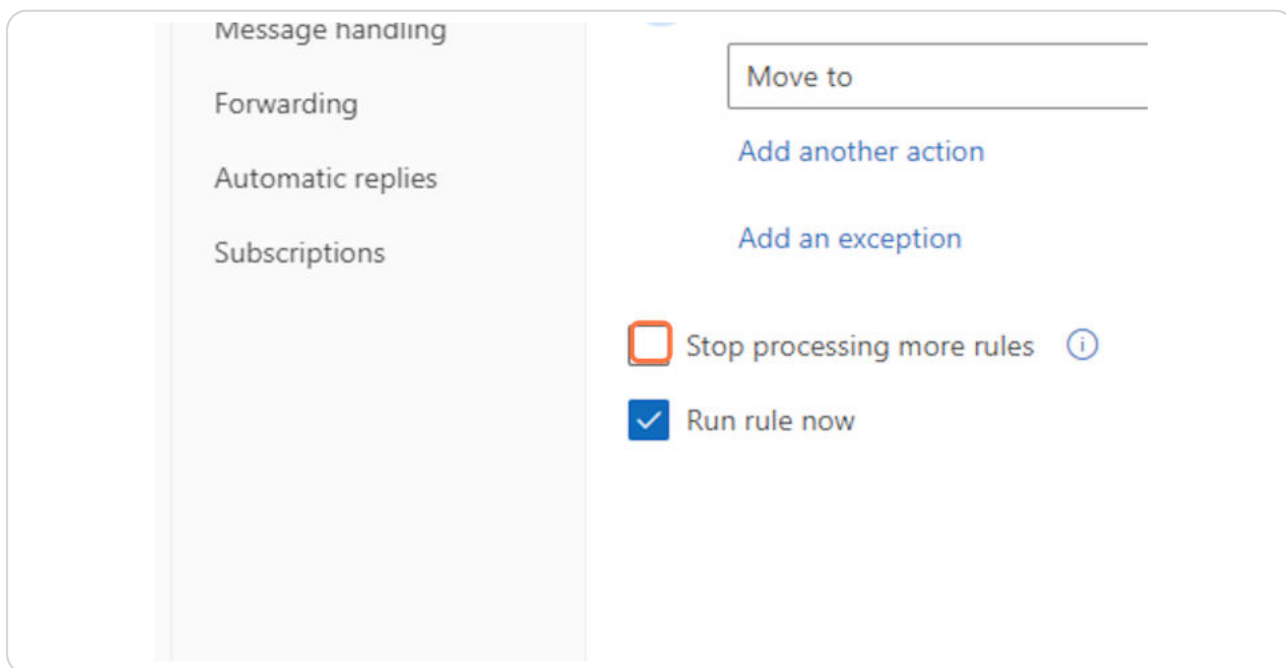 Message handling
Forwarding
Automatic replies
Subscriptions
Move to
Add another action
Add an exception
Stop processing more rules
Run rule now